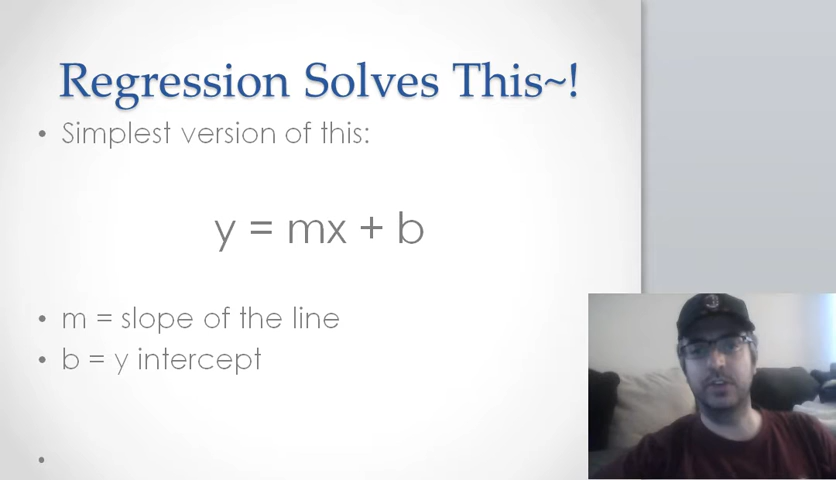 Regression Solves This~!
• Simplest version of this:
y = mx + b
• m = slope of the line
• b = y intercept
•